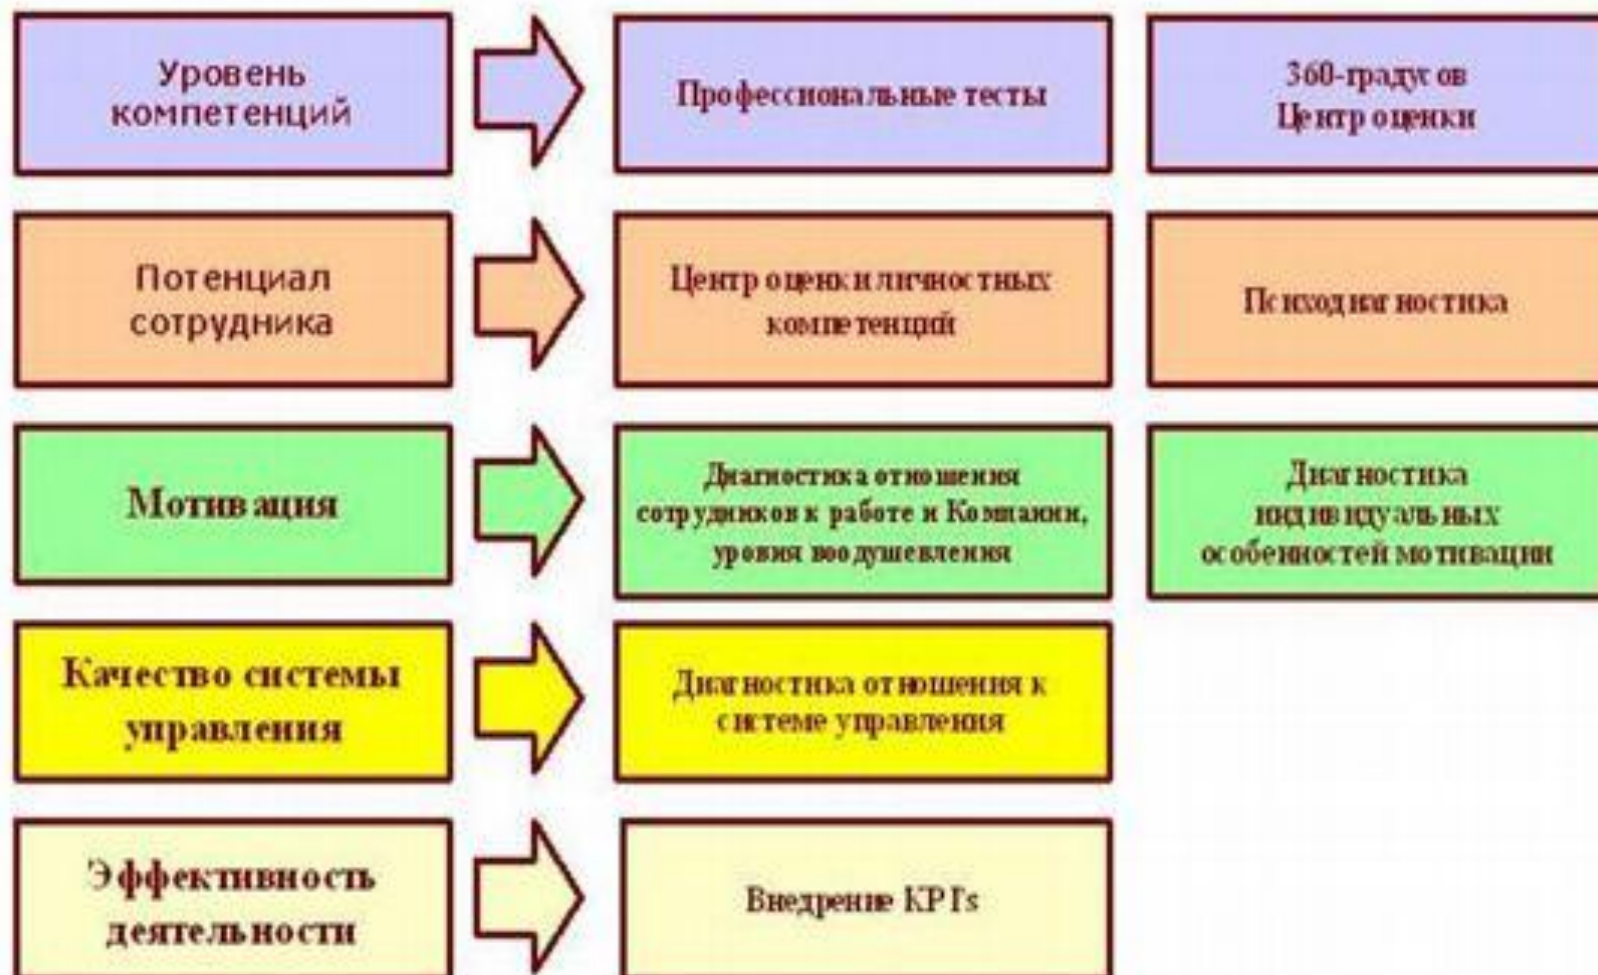 Уровень
компетенций
Профессиональные тесты
360-градусов
Центр оценки
Потенциал
сотрудника
Центр оценки личностных
компетенций
Психодиагностика
Мотивация
Диагностика отношения
сотрудников к работе и Компании,
уровня воодушевления
Диагностика
индивидуальных
особенностей мотивации
Качество системы
управления
Диагностика отношения к
системе управления
Эффективность
деятельности
Внедрение KPI's